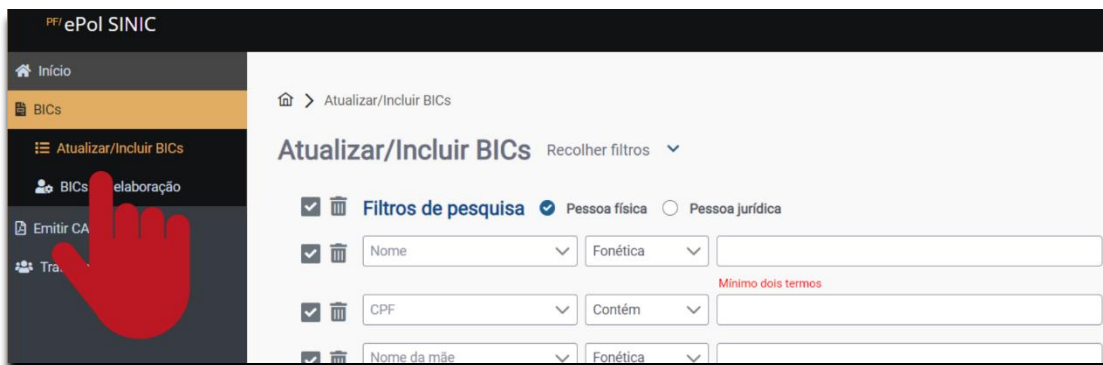 PF/ ePol SINIC
Início
BICs
Atualizar/Incluir BICs
BICs elaboração
Emitir CA
Atualizar/Incluir BICs
Atualizar/Incluir BICs Recolher filtros
Filtros de pesquisa Pessoa física Pessoa jurídica
Nome Fonética
Mínimo dois termos
CPF Contém
Nome da mãe Fonética